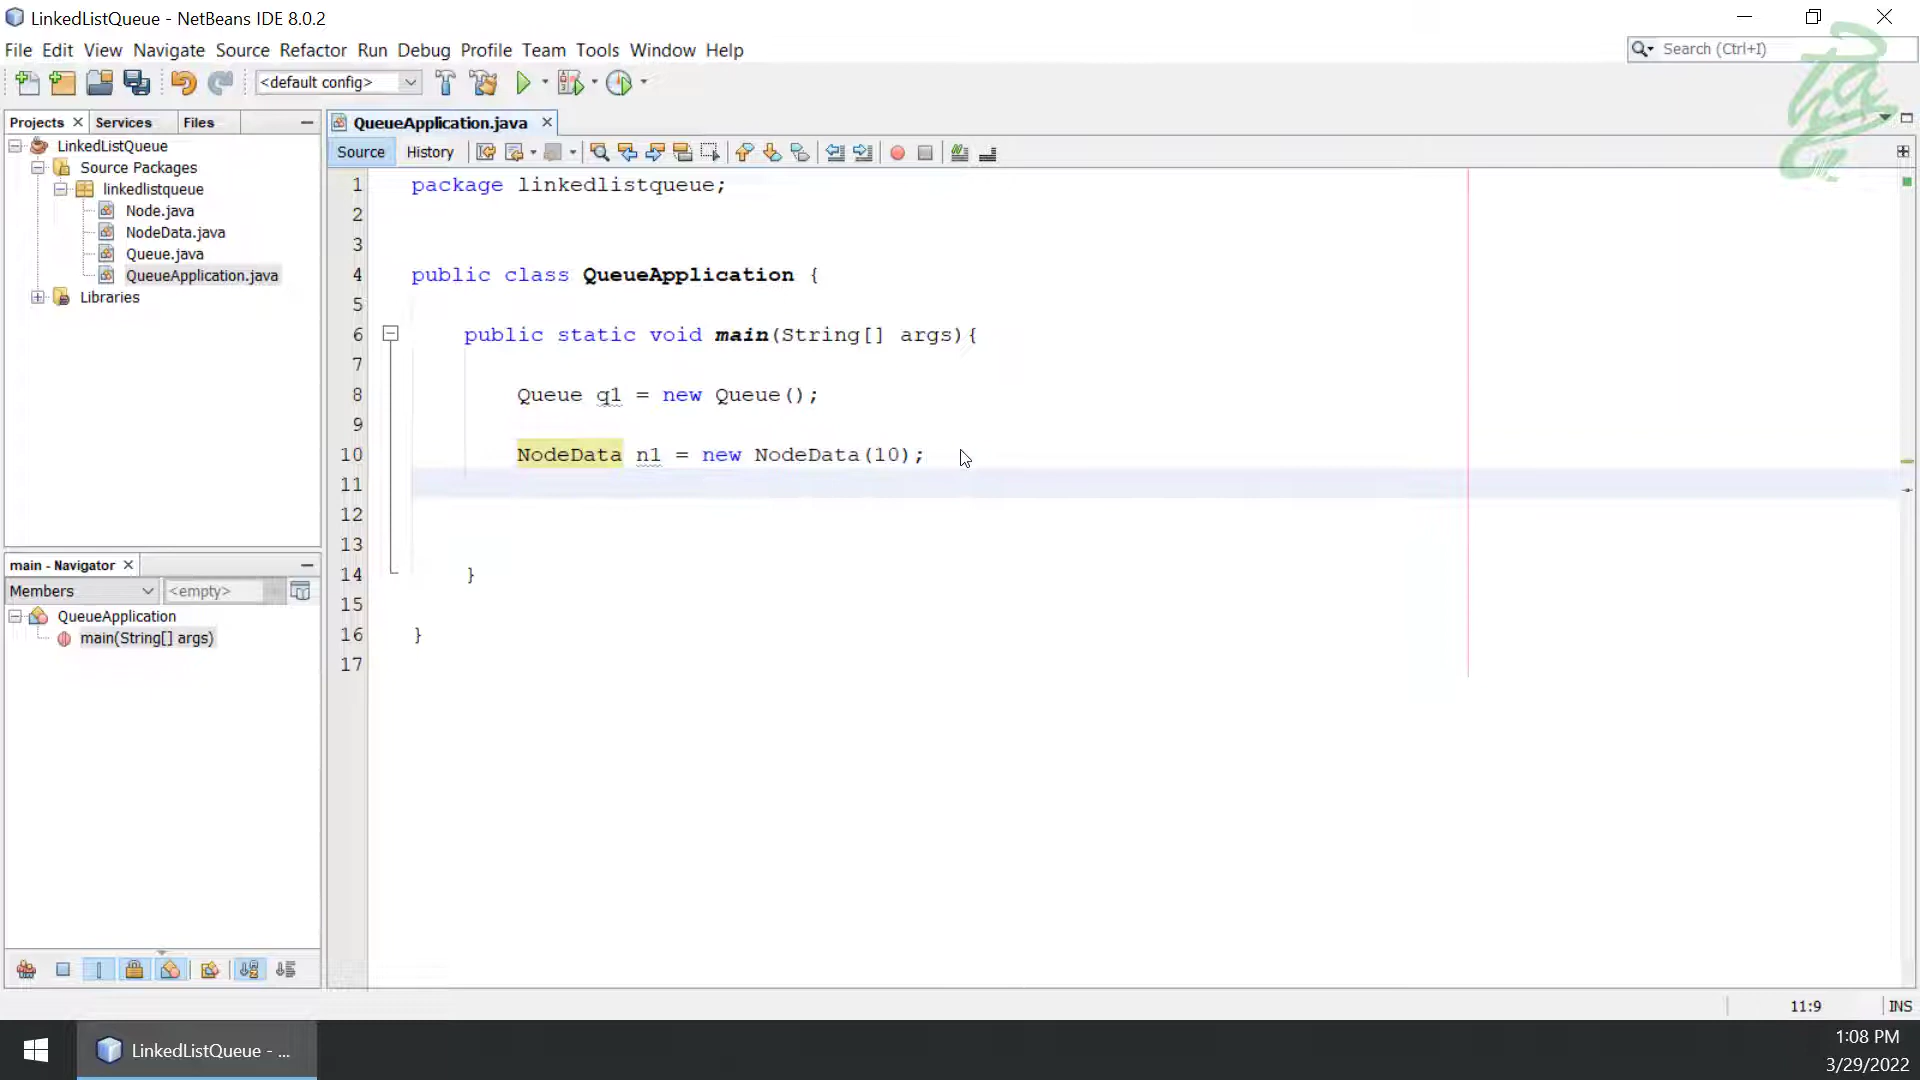 LinkedListQueue - NetBeans IDE 8.0.2
File Edit View Navigate Source Refactor Run Debug Profile Team Tools Window Help
Search (Ctrl+I)
<default config>
Projects Services Files
LinkedListQueue
Source Packages
linkedlistqueue
Node.java
NodeData.java
Queue.java
QueueApplication.java
Libraries
main - Navigator
Members <empty>
QueueApplication
main(String[] args)
QueueApplication.java
Source History
1 package linkedlistqueue;
2
3
4 public class QueueApplication {
5
6 public static void main(String[] args){
7
8 Queue q1 = new Queue();
9
10 NodeData n1 = new NodeData(10);
11
12
13
14 }
15
16 }
17
11:9 INS
LinkedListQueue - ...
1:08 PM
3/29/2022